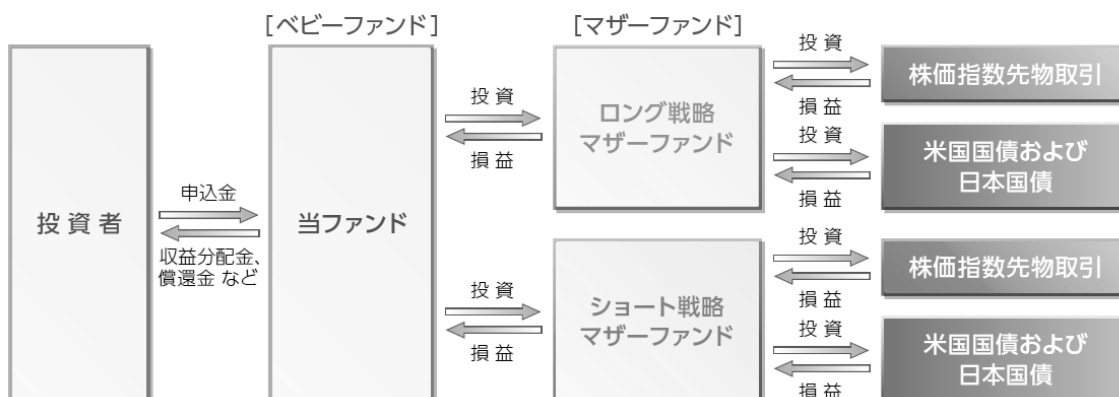 [ベビーファンド]
[マザーファンド]
投資者
申込金
収益分配金、
償還金 など
当ファンド
投 資
損 益
ロング戦略
マザーファンド
投 資
損 益
株価指数先物取引
投 資
損 益
米国国債および
日本国債
投 資
損 益
ショート戦略
マザーファンド
投 資
損 益
株価指数先物取引
投 資
損 益
米国国債および
日本国債